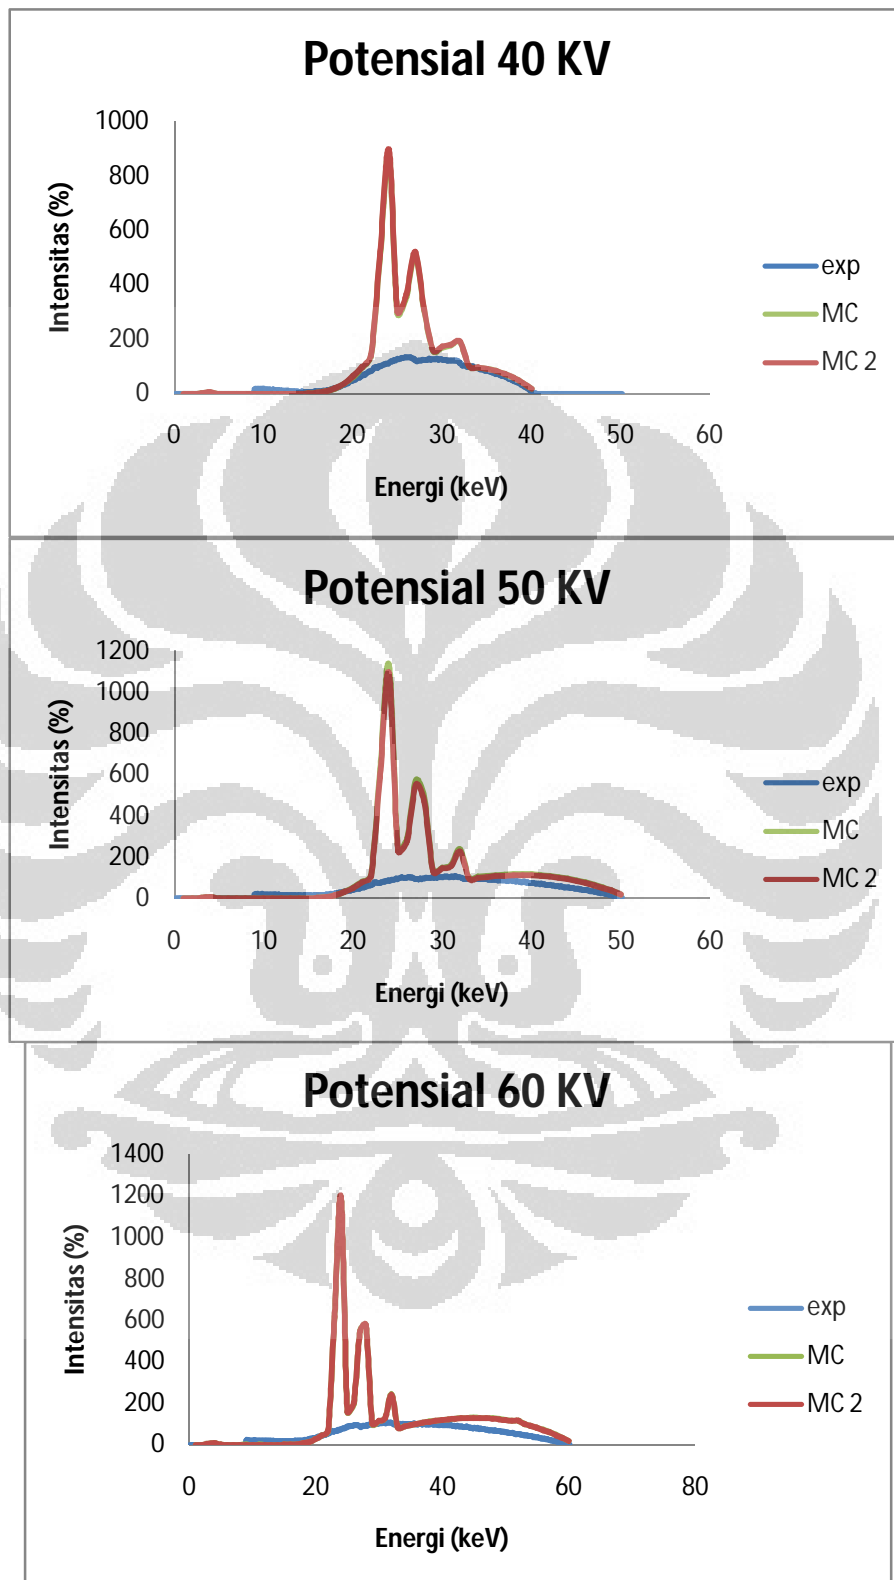 Potensial 40 KV
1000
800
600
400
200
0
Intensitas (%)
0 10 20 30 40 50 60
Energi (keV)
exp
MC
MC 2
Potensial 50 KV
1200
1000
800
600
400
200
0
Intensitas (%)
0 10 20 30 40 50 60
Energi (keV)
exp
MC
MC 2
Potensial 60 KV
1400
1200
1000
800
600
400
200
0
Intensitas (%)
0 20 40 60 80
Energi (keV)
exp
MC
MC 2